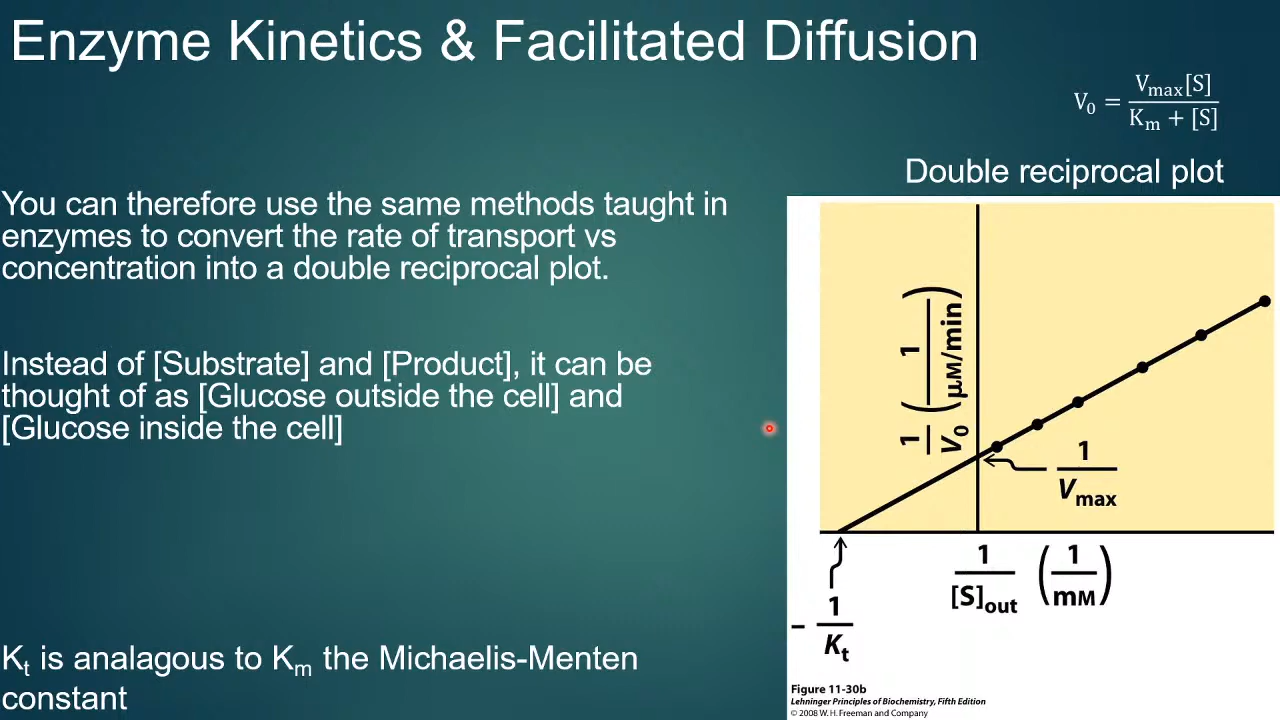 Enzyme Kinetics & Facilitated Diffusion
V₀ = Vmax[S] / Km + [S]
Double reciprocal plot
You can therefore use the same methods taught in
enzymes to convert the rate of transport vs
concentration into a double reciprocal plot.
Instead of [Substrate] and [Product], it can be
thought of as [Glucose outside the cell] and
[Glucose inside the cell]
Kt is analagous to Km the Michaelis-Menten
constant
1/V₀ (1/µM/min)
1/Vmax
1/[S]out (1/mM)
– 1/Kt
Figure 11-30b
Lehninger Principles of Biochemistry, Fifth Edition
© 2008 W. H. Freeman and Company